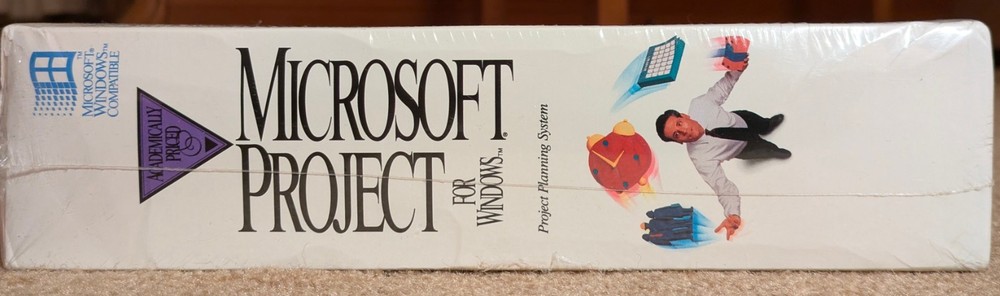 MICROSOFT®
WINDOWS™
COMPATIBLE
ACADEMICALLY
PRICED
MICROSOFT®
PROJECT
FOR
WINDOWS™
Project Planning System